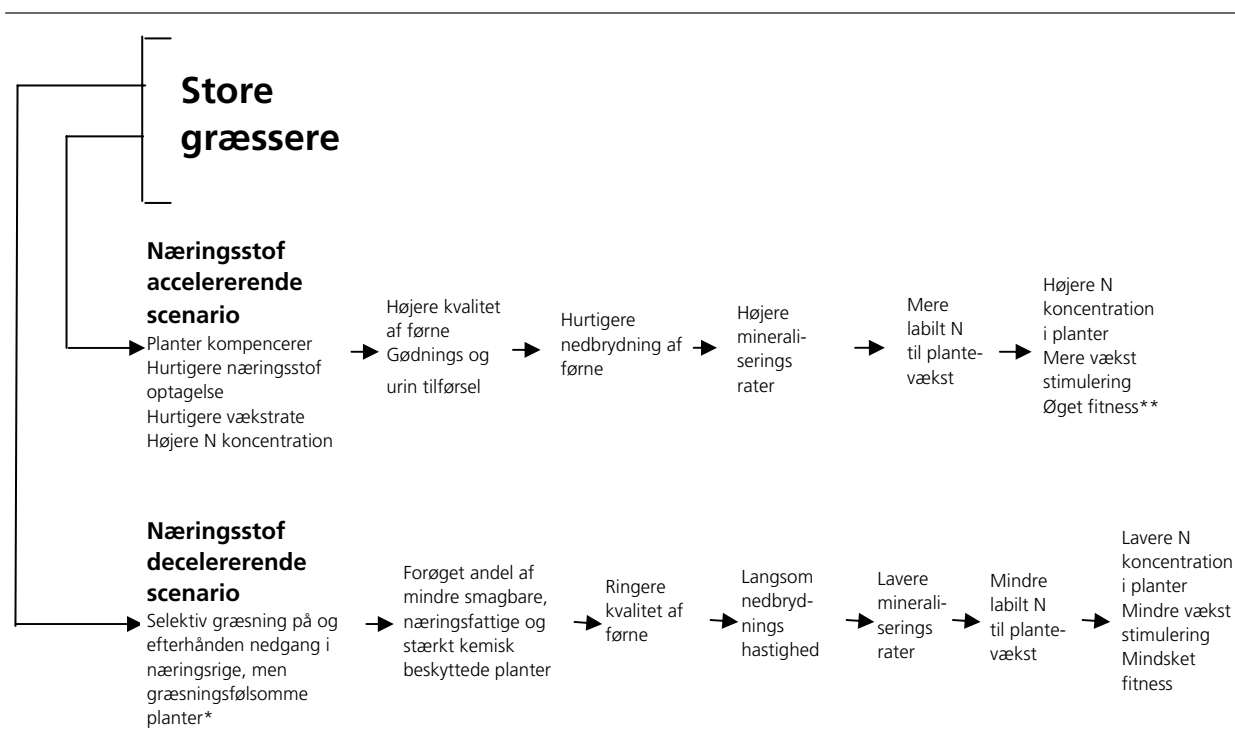 Store
græssere
Næringsstof
accelererende
scenario
Planter kompencerer
Hurtigere næringsstof
optagelse
Hurtigere vækstrate
Højere N koncentration
Højere kvalitet
af førne
Gødnings og
urin tilførsel
Hurtigere
nedbrydning af
førne
Højere
minerali-
serings
rater
Mere
labilt N
til plante-
vækst
Højere N
koncentration
i planter
Mere vækst
stimulering
Øget fitness**
Næringsstof
decelererende
scenario
Selektiv græsning på og
efterhånden nedgang i
næringsrige, men
græsningsfølsomme
planter*
Forøget andel af
mindre smagbare,
næringsfattige og
stærkt kemisk
beskyttede planter
Ringere
kvalitet af
førne
Langsom
nedbryd-
nings
hastighed
Lavere
minerali-
serings
rater
Mindre
labilt N
til plante-
vækst
Lavere N
koncentration
i planter
Mindre vækst
stimulering
Mindsket
fitness